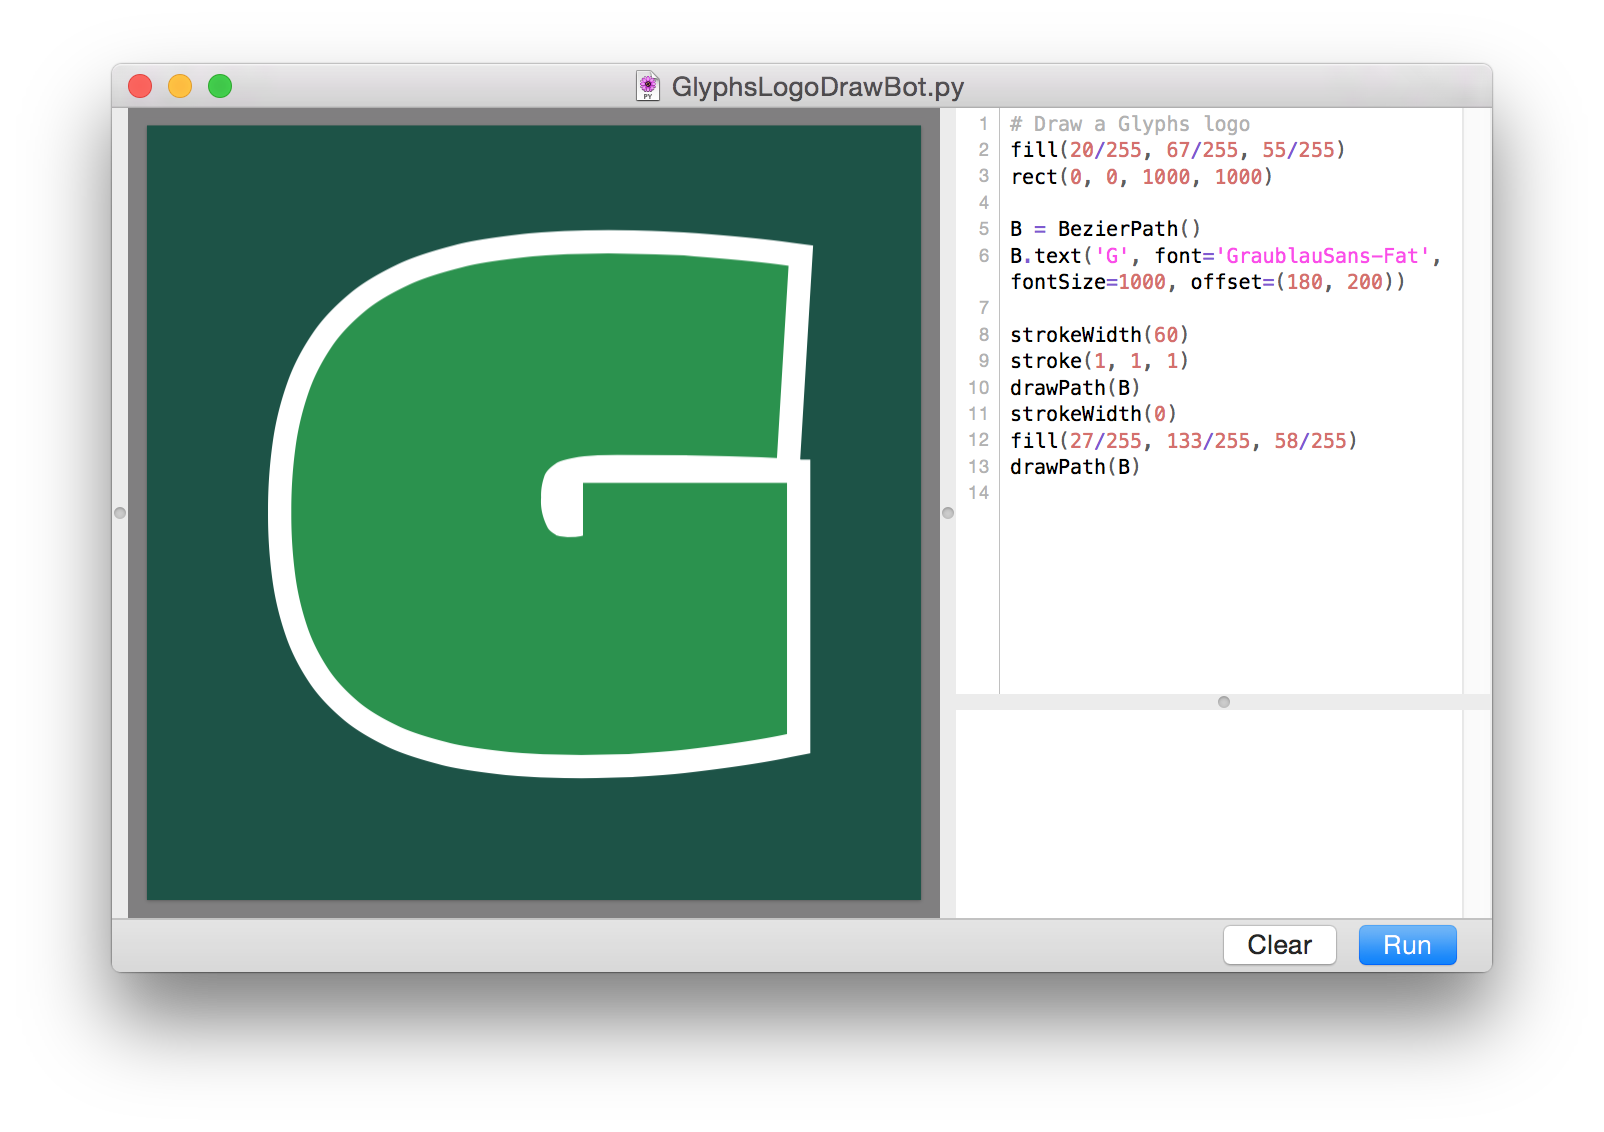 GlyphsLogoDrawBot.py
PY
G
1 # Draw a Glyphs logo
2 fill(20/255, 67/255, 55/255)
3 rect(0, 0, 1000, 1000)
4
5 B = BezierPath()
6 B.text('G', font='GraublauSans-Fat',
fontSize=1000, offset=(180, 200))
7
8 strokeWidth(60)
9 stroke(1, 1, 1)
10 drawPath(B)
11 strokeWidth(0)
12 fill(27/255, 133/255, 58/255)
13 drawPath(B)
14
Clear
Run